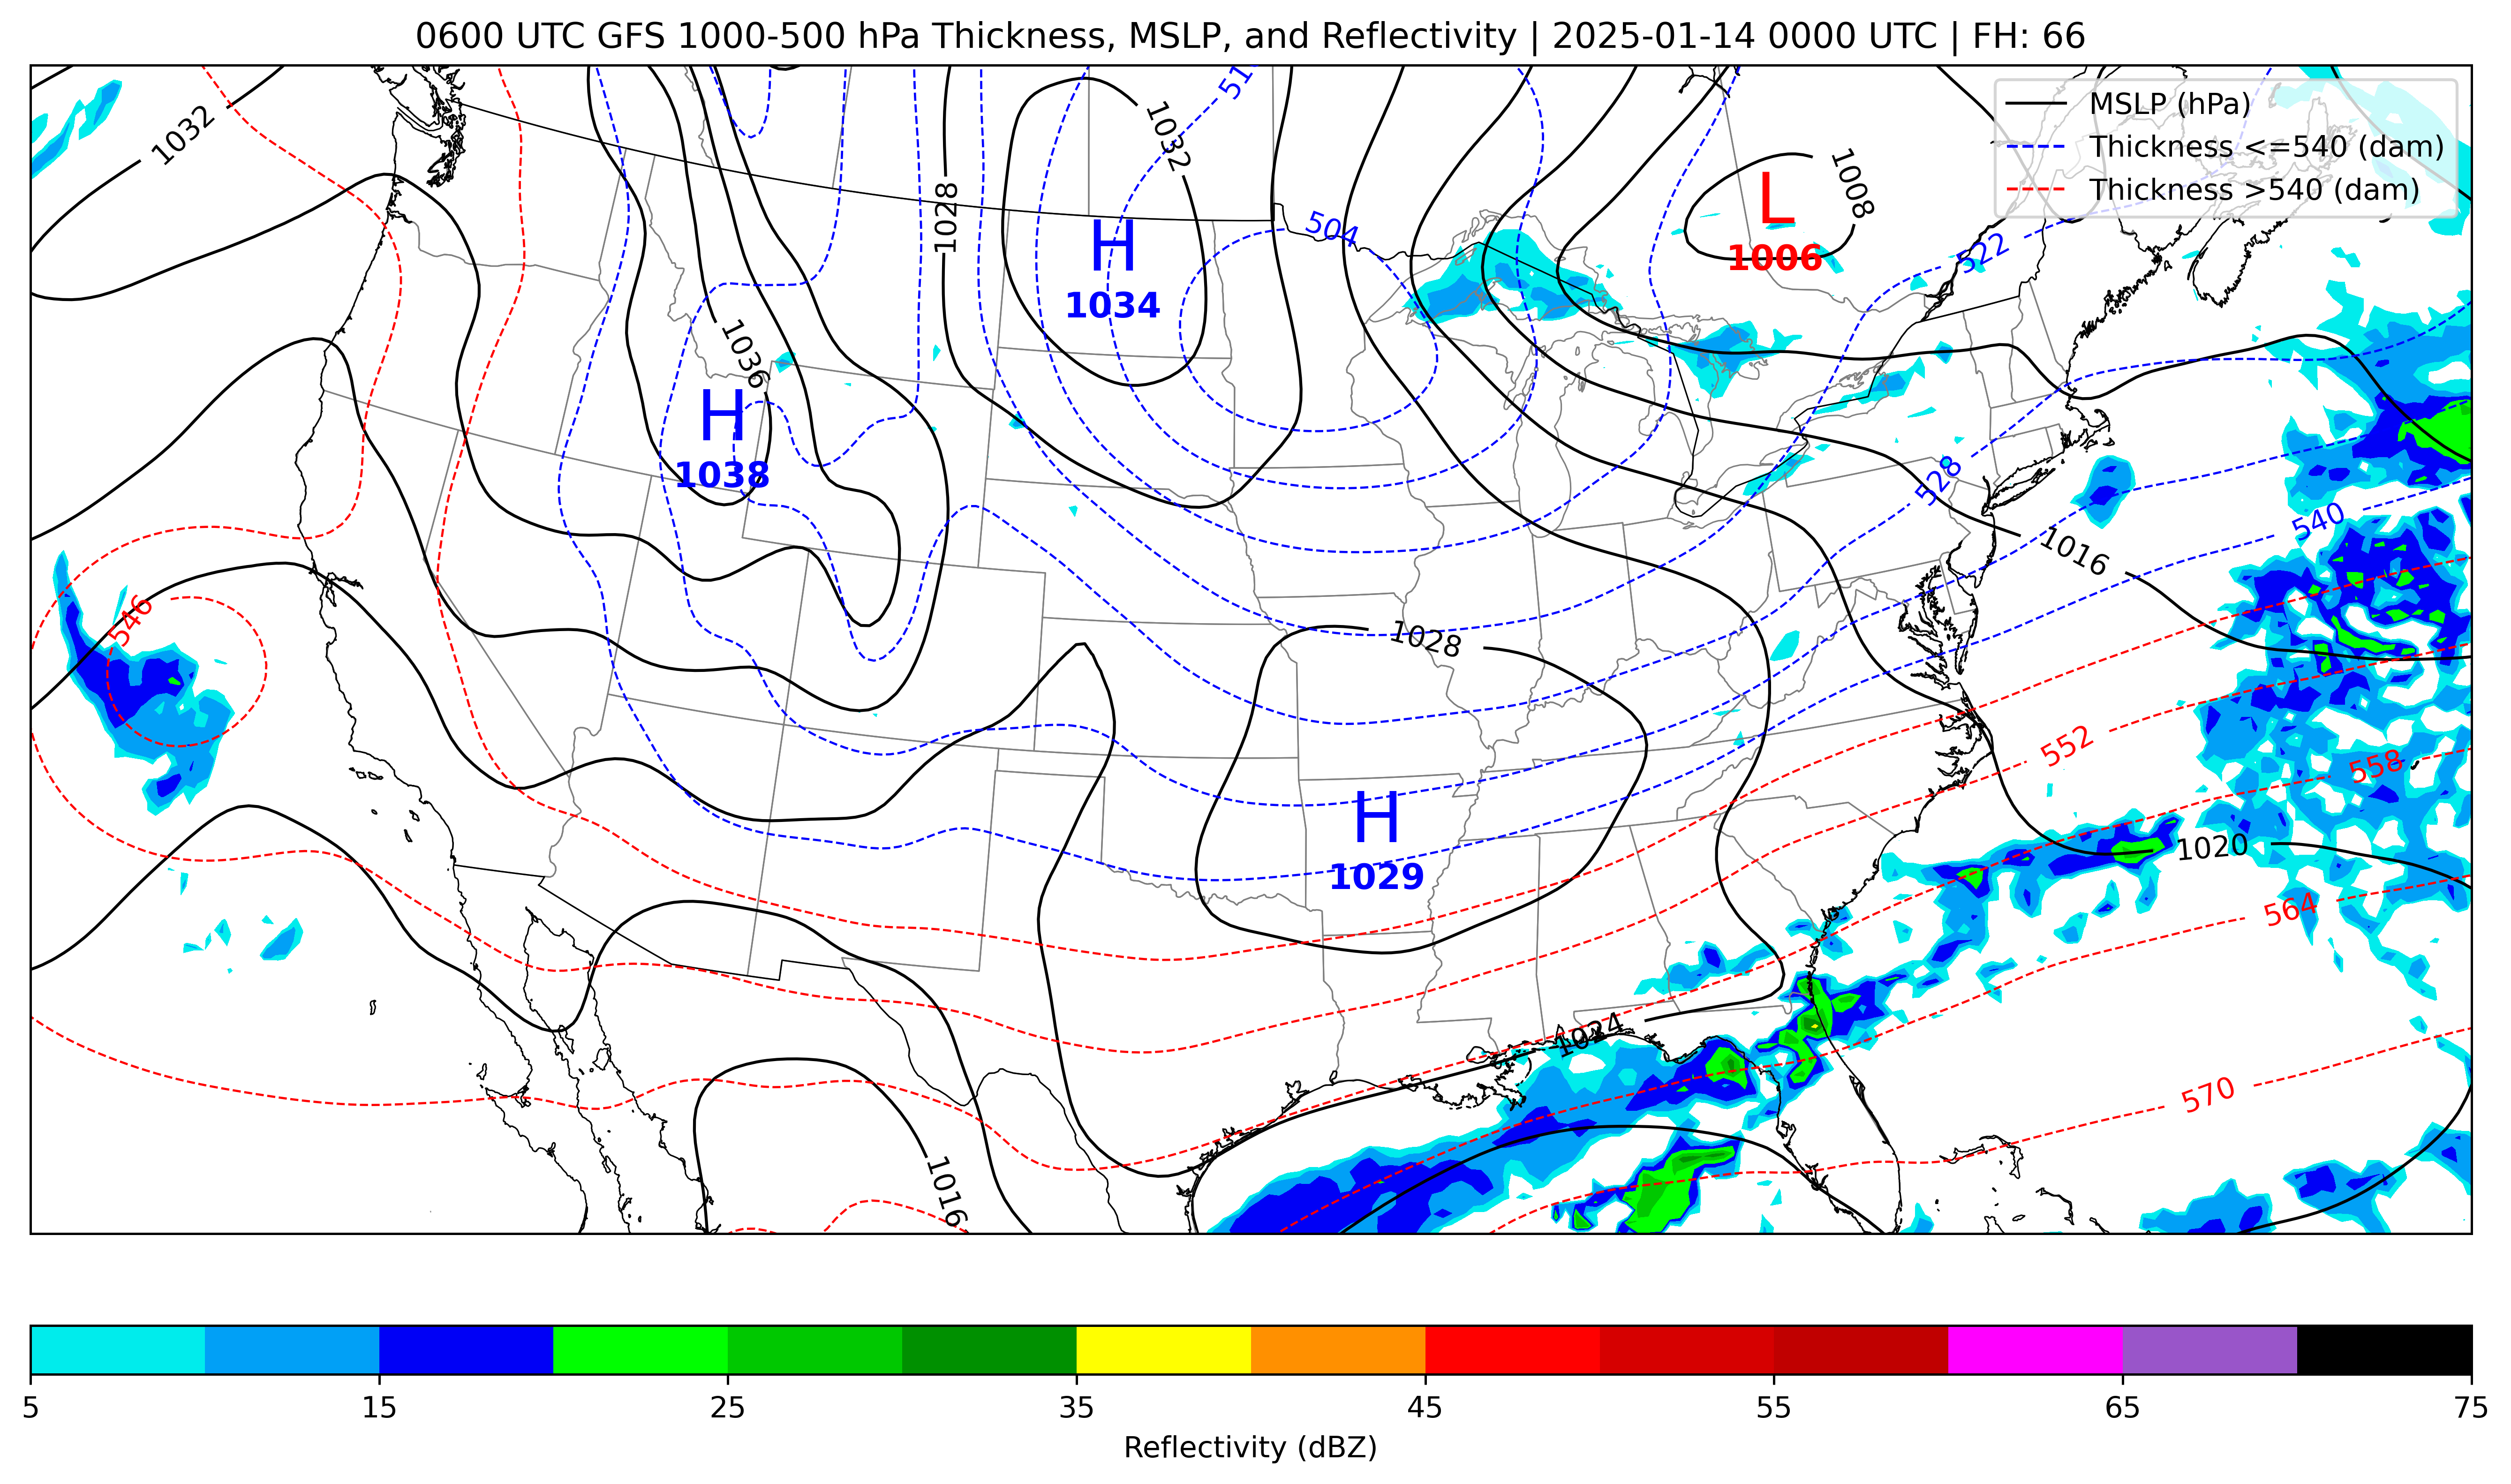 0600 UTC GFS 1000-500 hPa Thickness, MSLP, and Reflectivity | 2025-01-14 0000 UTC | FH: 66
MSLP (hPa)
Thickness <=540 (dam)
Thickness >540 (dam)
1032
1032
1028
504
L
1006
1008
522
H
1034
1036
H
1038
528
540
1016
546
1028
552
558
H
1029
1020
564
1024
570
1016
5 15 25 35 45 55 65 75
Reflectivity (dBZ)